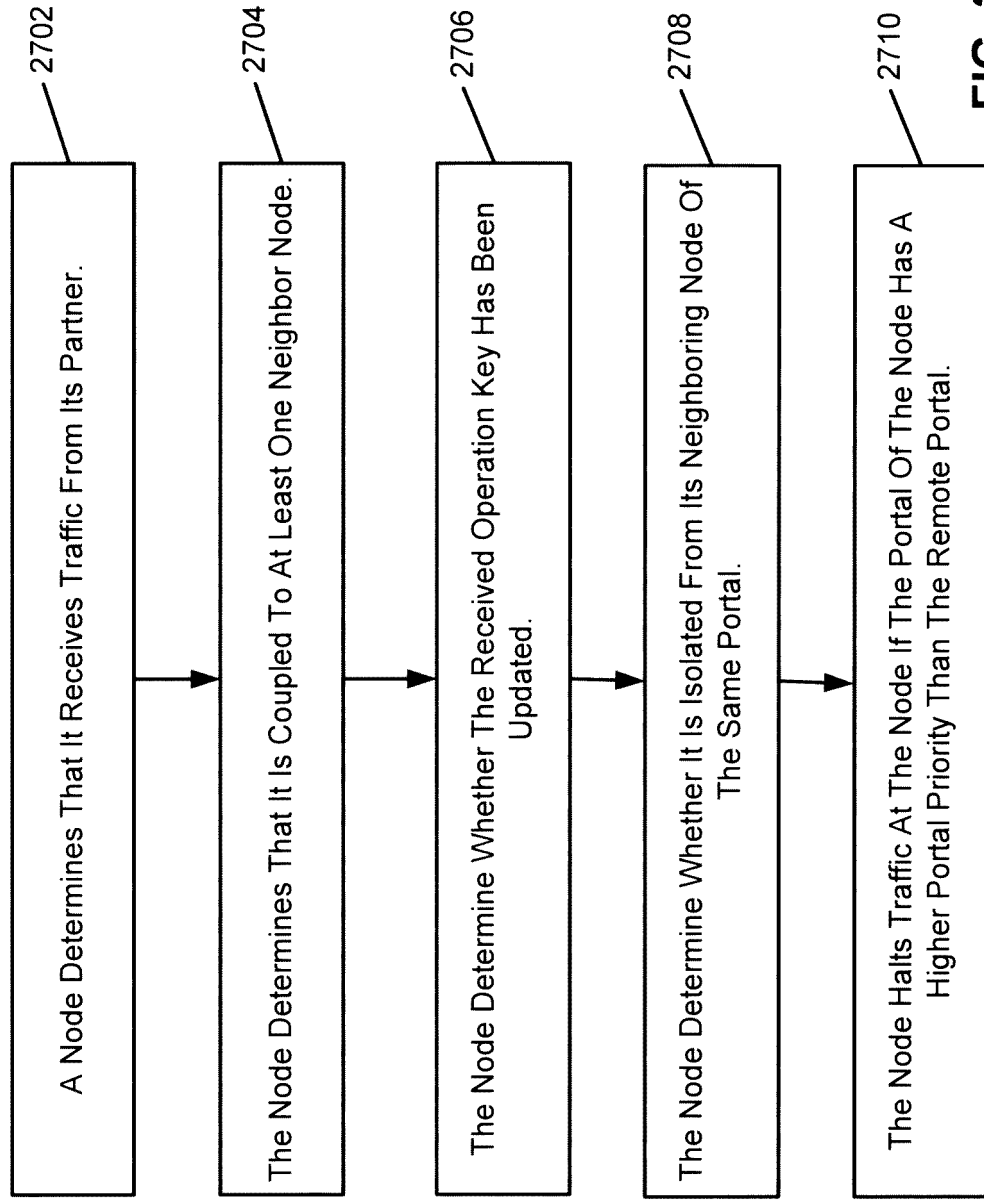 2702
A Node Determines That It Receives Traffic From Its Partner.
2704
The Node Determines That It Is Coupled To At Least One Neighbor Node.
2706
The Node Determine Whether The Received Operation Key Has Been
Updated.
2708
The Node Determine Whether It Is Isolated From Its Neighboring Node Of
The Same Portal.
2710
The Node Halts Traffic At The Node If The Portal Of The Node Has A
Higher Portal Priority Than The Remote Portal.